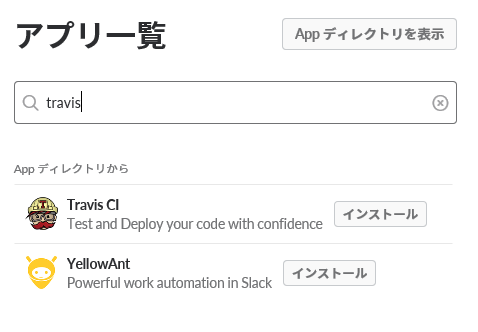 アプリ一覧
App ディレクトリを表示
travis
App ディレクトリから
Travis CI
Test and Deploy your code with confidence
インストール
YellowAnt
Powerful work automation in Slack
インストール